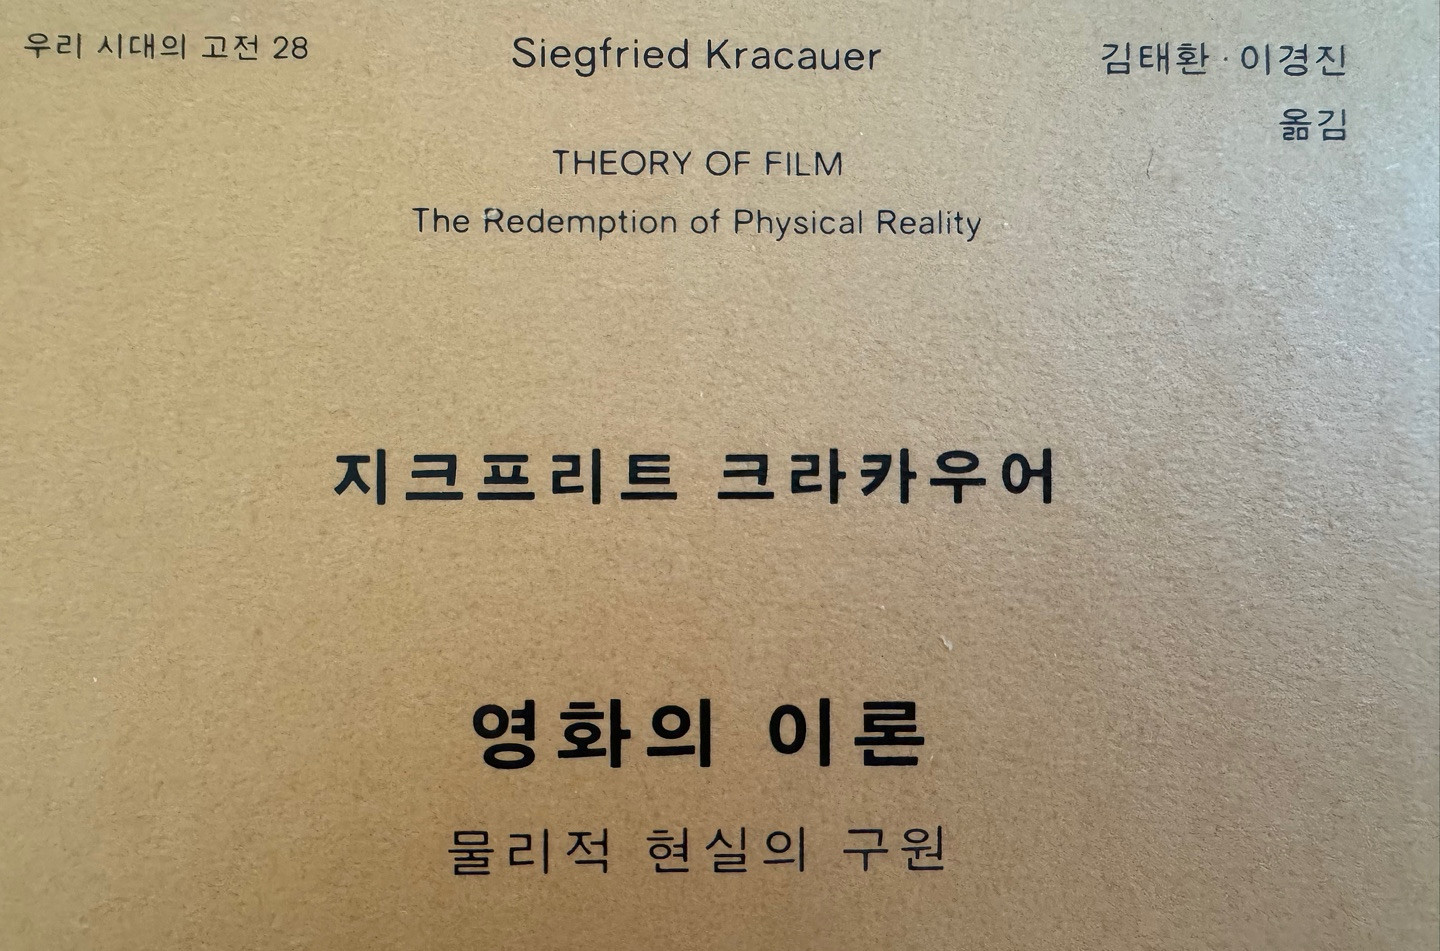 우리 시대의 고전 28
Siegfried Kracauer
김태환·이경진
옮김
THEORY OF FILM
The Redemption of Physical Reality
지크프리트 크라카우어
영화의 이론
물리적 현실의 구원